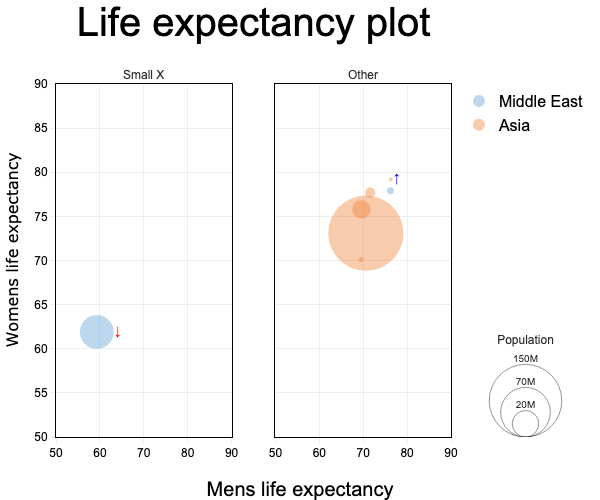 Life expectancy plot
Small X
Other
Middle East
Asia
Womens life expectancy
90
85
80
75
70
65
60
55
50
↑
↓
50 60 70 80 90
50 60 70 80 90
Mens life expectancy
Population
150M
70M
20M